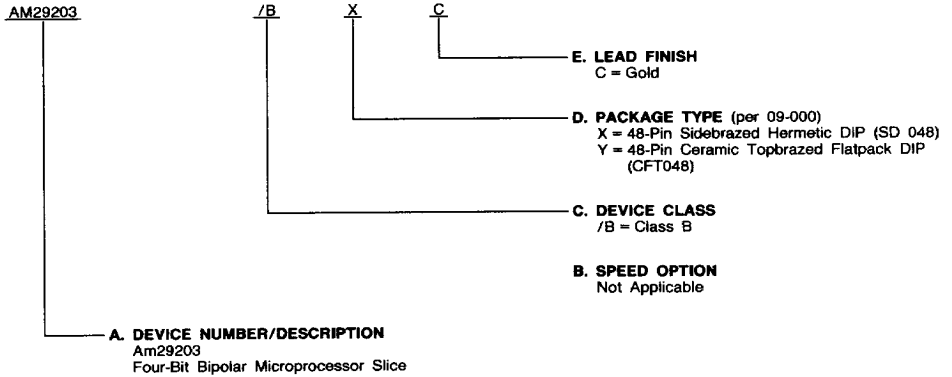 AM29203 /B X C
E. LEAD FINISH
C = Gold
D. PACKAGE TYPE (per 09-000)
X = 48-Pin Sidebrazed Hermetic DIP (SD 048)
Y = 48-Pin Ceramic Topbrazed Flatpack DIP
(CFT048)
C. DEVICE CLASS
/B = Class B
B. SPEED OPTION
Not Applicable
A. DEVICE NUMBER/DESCRIPTION
Am29203
Four-Bit Bipolar Microprocessor Slice